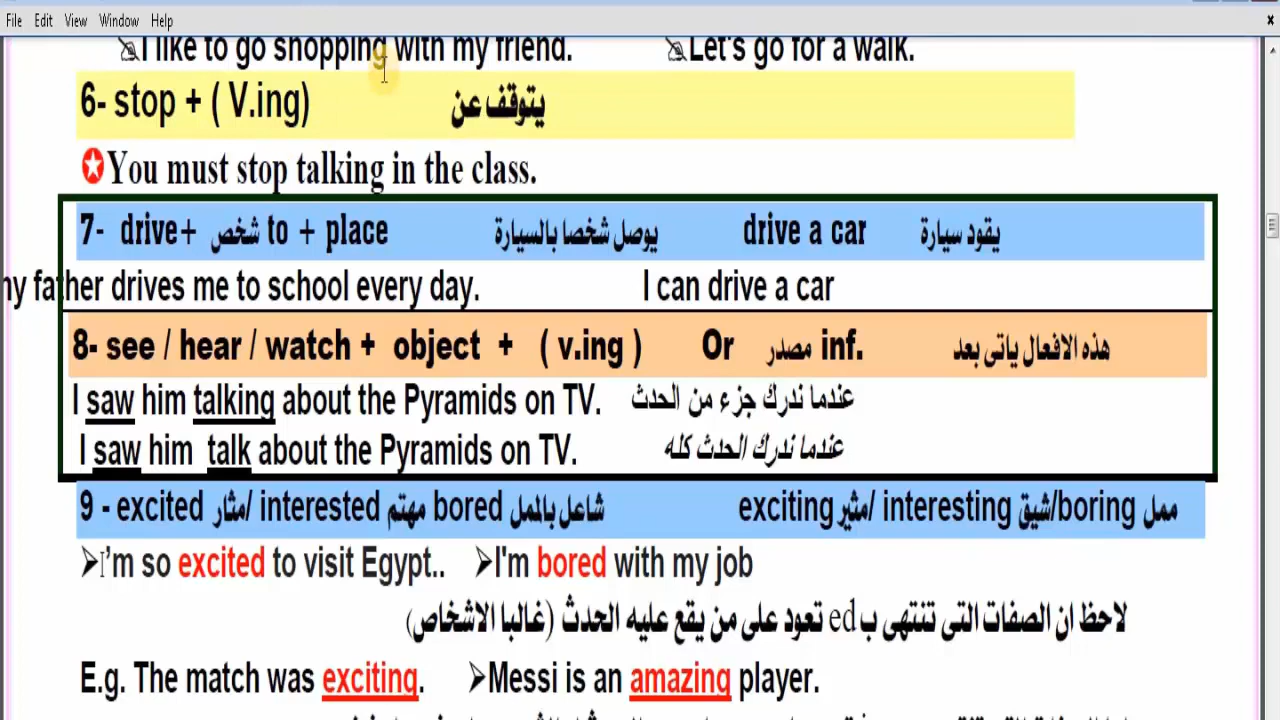 File Edit View Window Help ×
I like to go shopping with my friend. Let's go for a walk.
6- stop + ( V.ing) يتوقف عن
You must stop talking in the class.
7- drive+ شخص to + place يوصل شخصا بالسيارة drive a car يقود سيارة
my father drives me to school every day. I can drive a car
8- see / hear / watch + object + ( v.ing ) Or مصدر inf. هذه الافعال ياتى بعد
I saw him talking about the Pyramids on TV. عندما ندرك جزء من الحدث
I saw him talk about the Pyramids on TV. عندما ندرك الحدث كله
9 - excited مثار/ interested مهتم bored شاعل بالملل exciting مثير/ interesting شيق/boring ممل
I'm so excited to visit Egypt.. I'm bored with my job
لاحظ ان الصفات التى تنتهى ب ed تعود على من يقع عليه الحدث (غالبا الاشخاص)
E.g. The match was exciting. Messi is an amazing player.